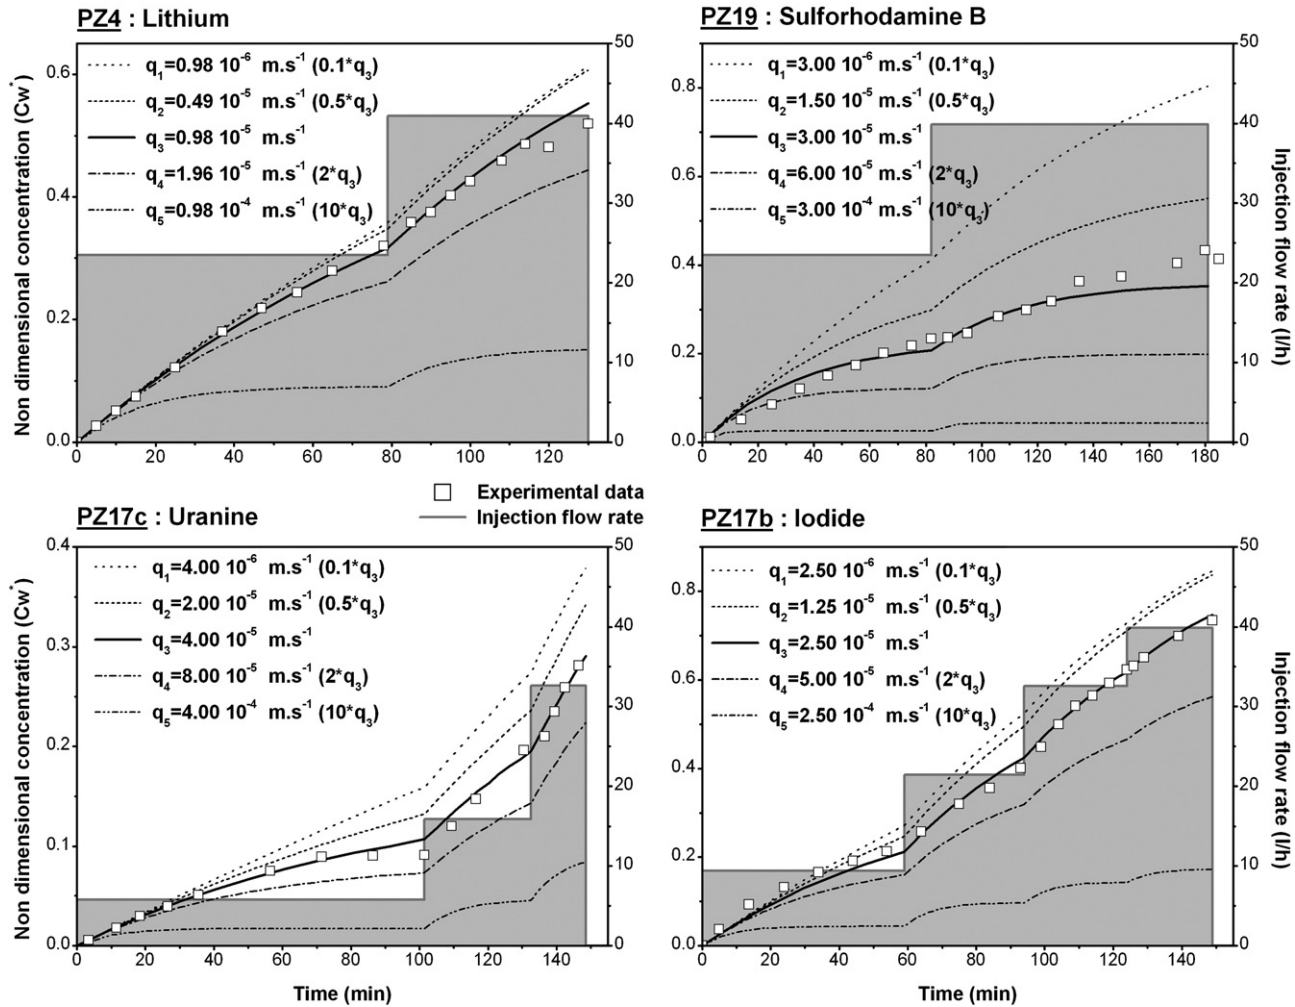 PZ4 : Lithium
Non dimensional concentration (Cw*)
0.6
0.4
0.2
0.0
q₁=0.98 10⁻⁶ m.s⁻¹ (0.1*q₃)
q₂=0.49 10⁻⁵ m.s⁻¹ (0.5*q₃)
q₃=0.98 10⁻⁵ m.s⁻¹
q₄=1.96 10⁻⁵ m.s⁻¹ (2*q₃)
q₅=0.98 10⁻⁴ m.s⁻¹ (10*q₃)
50
40
30
20
10
0
0 20 40 60 80 100 120
PZ19 : Sulforhodamine B
0.8
0.6
0.4
0.2
0.0
q₁=3.00 10⁻⁶ m.s⁻¹ (0.1*q₃)
q₂=1.50 10⁻⁵ m.s⁻¹ (0.5*q₃)
q₃=3.00 10⁻⁵ m.s⁻¹
q₄=6.00 10⁻⁵ m.s⁻¹ (2*q₃)
q₅=3.00 10⁻⁴ m.s⁻¹ (10*q₃)
50
40
30
20
10
0
Injection flow rate (l/h)
0 20 40 60 80 100 120 140 160 180
Experimental data
Injection flow rate
PZ17c : Uranine
Non dimensional concentration (Cw*)
0.4
0.3
0.2
0.1
0.0
q₁=4.00 10⁻⁶ m.s⁻¹ (0.1*q₃)
q₂=2.00 10⁻⁵ m.s⁻¹ (0.5*q₃)
q₃=4.00 10⁻⁵ m.s⁻¹
q₄=8.00 10⁻⁵ m.s⁻¹ (2*q₃)
q₅=4.00 10⁻⁴ m.s⁻¹ (10*q₃)
50
40
30
20
10
0
0 20 40 60 80 100 120 140
Time (min)
PZ17b : Iodide
0.8
0.6
0.4
0.2
0.0
q₁=2.50 10⁻⁶ m.s⁻¹ (0.1*q₃)
q₂=1.25 10⁻⁵ m.s⁻¹ (0.5*q₃)
q₃=2.50 10⁻⁵ m.s⁻¹
q₄=5.00 10⁻⁵ m.s⁻¹ (2*q₃)
q₅=2.50 10⁻⁴ m.s⁻¹ (10*q₃)
50
40
30
20
10
0
Injection flow rate (l/h)
0 20 40 60 80 100 120 140
Time (min)